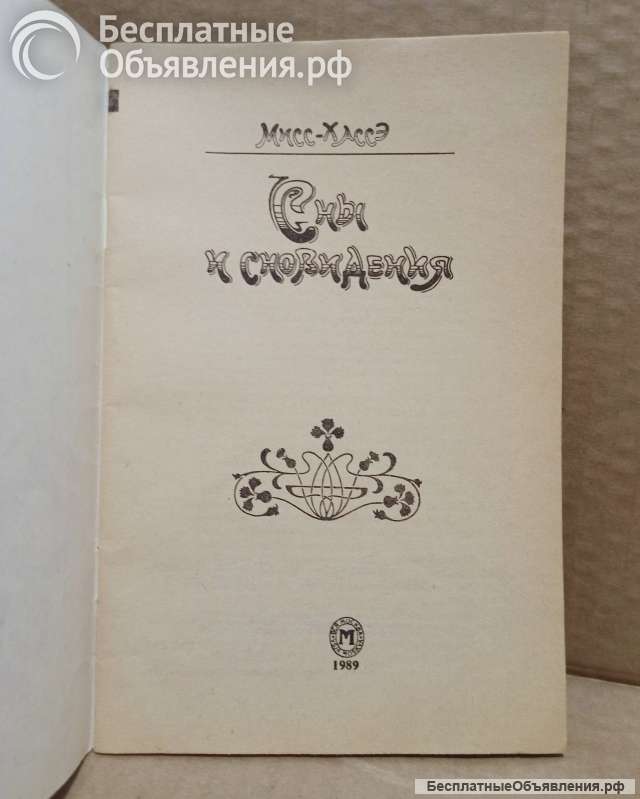 Бесплатные
Объявления.рф
Мисс-Хассэ
Сны
и сновидения
М
1989
БесплатныеОбъявления.рф